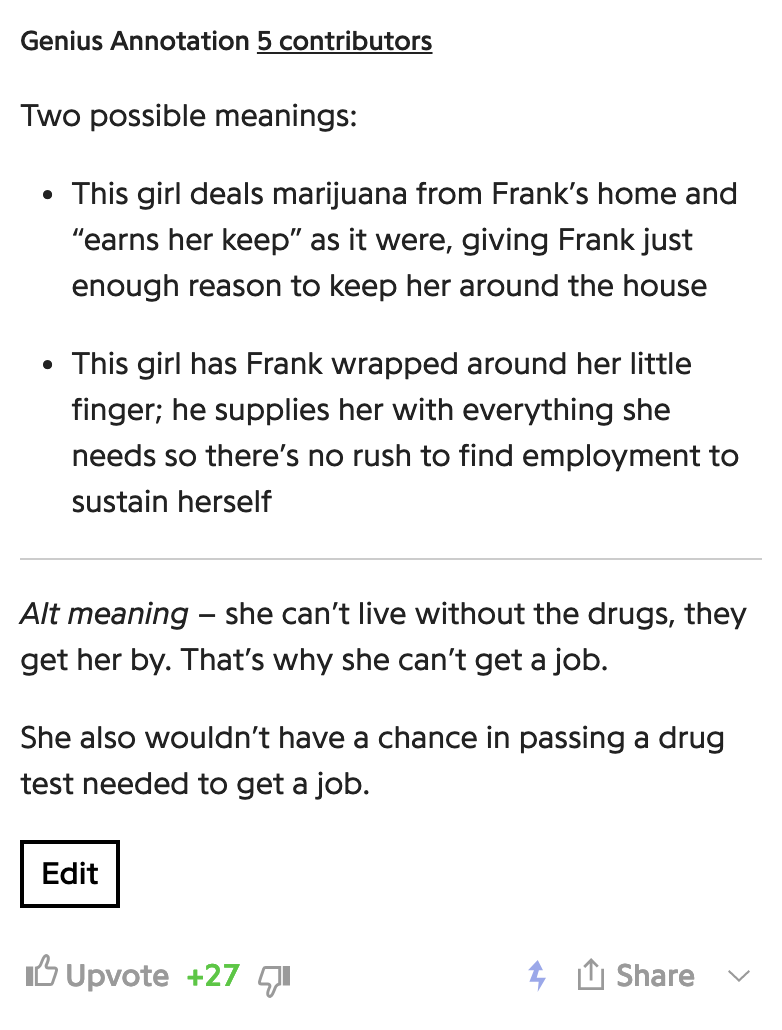 Genius Annotation 5 contributors
Two possible meanings:
• This girl deals marijuana from Frank’s home and
“earns her keep” as it were, giving Frank just
enough reason to keep her around the house
• This girl has Frank wrapped around her little
finger; he supplies her with everything she
needs so there’s no rush to find employment to
sustain herself
Alt meaning – she can’t live without the drugs, they
get her by. That’s why she can’t get a job.
She also wouldn’t have a chance in passing a drug
test needed to get a job.
Edit
Upvote +27 Share